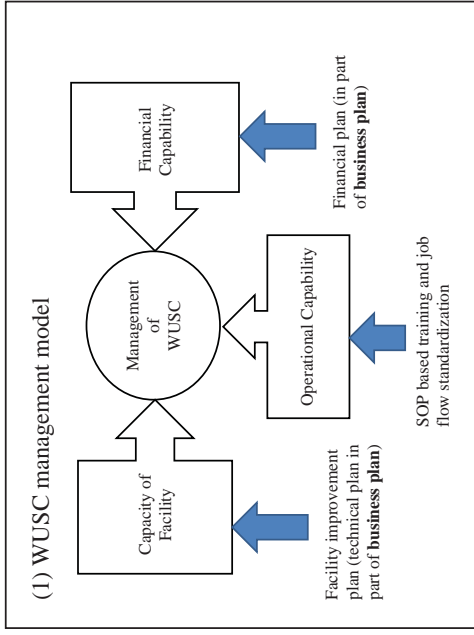 (1) WUSC management model
Capacity of
Facility
Management
of
WUSC
Financial
Capability
Operational Capability
Facility improvement
plan (technical plan in
part of business plan)
SOP based training and job
flow standardization
Financial plan (in part
of business plan)